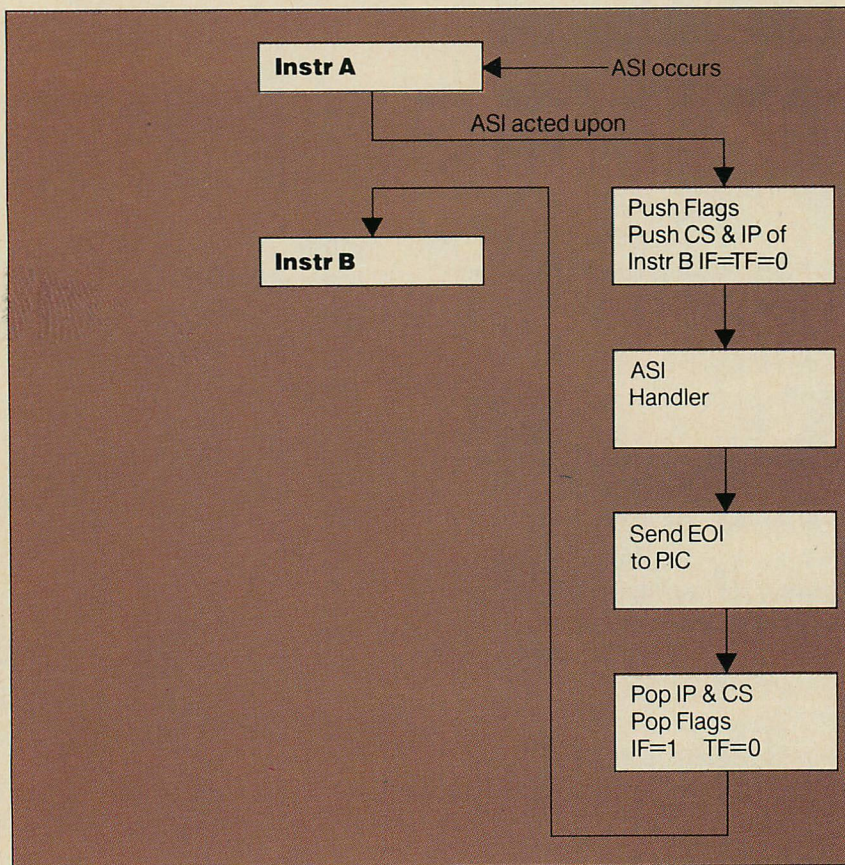 Instr A
ASI occurs
ASI acted upon
Push Flags
Push CS & IP of
Instr B IF=TF=0
Instr B
ASI
Handler
Send EOI
to PIC
Pop IP & CS
Pop Flags
IF=1 TF=0